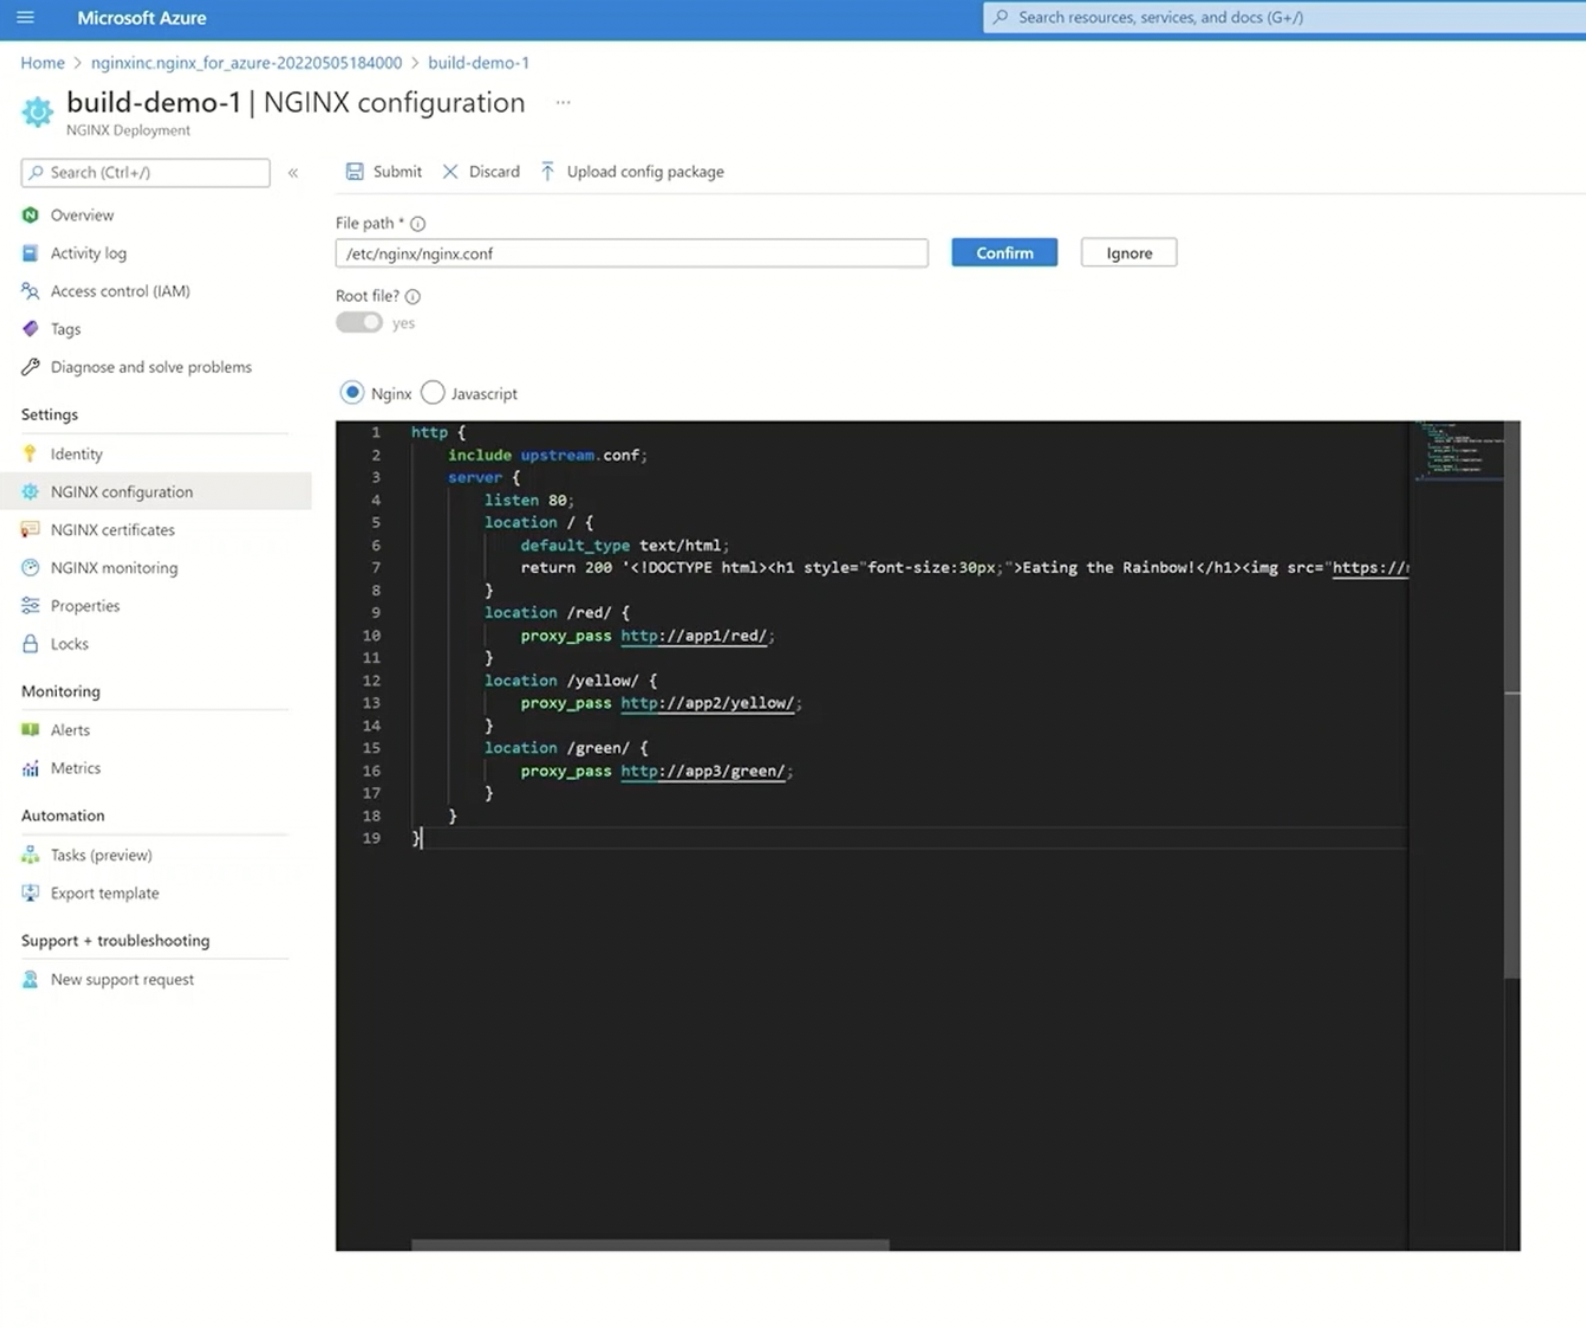 Microsoft Azure
Search resources, services, and docs (G+/)
Home > nginxinc.nginx_for_azure-20220505184000 > build-demo-1
build-demo-1 | NGINX configuration ...
NGINX Deployment
Search (Ctrl+/) «
Submit Discard Upload config package
Overview
Activity log
Access control (IAM)
Tags
Diagnose and solve problems
Settings
Identity
NGINX configuration
NGINX certificates
NGINX monitoring
Properties
Locks
Monitoring
Alerts
Metrics
Automation
Tasks (preview)
Export template
Support + troubleshooting
New support request
File path *
/etc/nginx/nginx.conf Confirm Ignore
Root file?
yes
Nginx Javascript
1 http {
2 include upstream.conf;
3 server {
4 listen 80;
5 location / {
6 default_type text/html;
7 return 200 '<!DOCTYPE html><h1 style="font-size:30px;">Eating the Rainbow!</h1><img src="https://
8 }
9 location /red/ {
10 proxy_pass http://app1/red/;
11 }
12 location /yellow/ {
13 proxy_pass http://app2/yellow/;
14 }
15 location /green/ {
16 proxy_pass http://app3/green/;
17 }
18 }
19 }